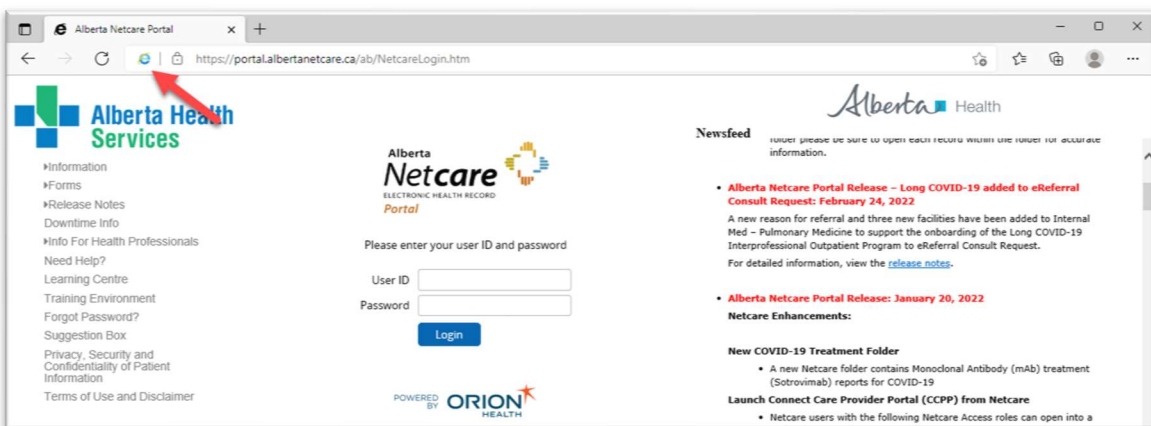 Alberta Netcare Portal
https://portal.albertanetcare.ca/ab/NetcareLogin.htm
Alberta Health
Services
Information
Forms
Release Notes
Downtime Info
Info For Health Professionals
Need Help?
Learning Centre
Training Environment
Forgot Password?
Suggestion Box
Privacy, Security and
Confidentiality of Patient
Information
Terms of Use and Disclaimer
Alberta
Netcare
ELECTRONIC HEALTH RECORD
Portal
Please enter your user ID and password
User ID
Password
Login
POWERED
BY
ORION
HEALTH
Alberta Health
Newsfeed
folder please be sure to open each record within the folder for accurate
information.
• Alberta Netcare Portal Release – Long COVID-19 added to eReferral
Consult Request: February 24, 2022
A new reason for referral and three new facilities have been added to Internal
Med – Pulmonary Medicine to support the onboarding of the Long COVID-19
Interprofessional Outpatient Program to eReferral Consult Request.
For detailed information, view the release notes.
• Alberta Netcare Portal Release: January 20, 2022
Netcare Enhancements:
New COVID-19 Treatment Folder
• A new Netcare folder contains Monoclonal Antibody (mAb) treatment
(Sotrovimab) reports for COVID-19
Launch Connect Care Provider Portal (CCPP) from Netcare
• Netcare users with the following Netcare Access roles can open into a